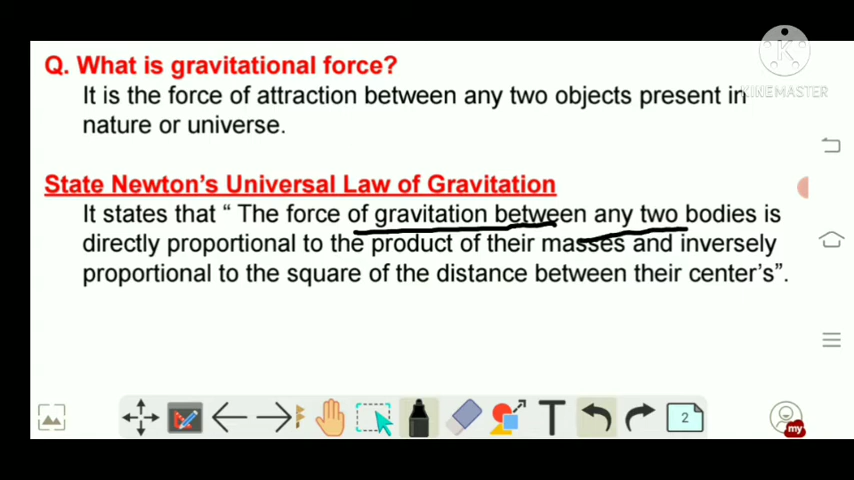 Q. What is gravitational force?
KINEMASTER
It is the force of attraction between any two objects present in
nature or universe.
State Newton's Universal Law of Gravitation
It states that “ The force of gravitation between any two bodies is
directly proportional to the product of their masses and inversely
proportional to the square of the distance between their center's”.
T
2
my